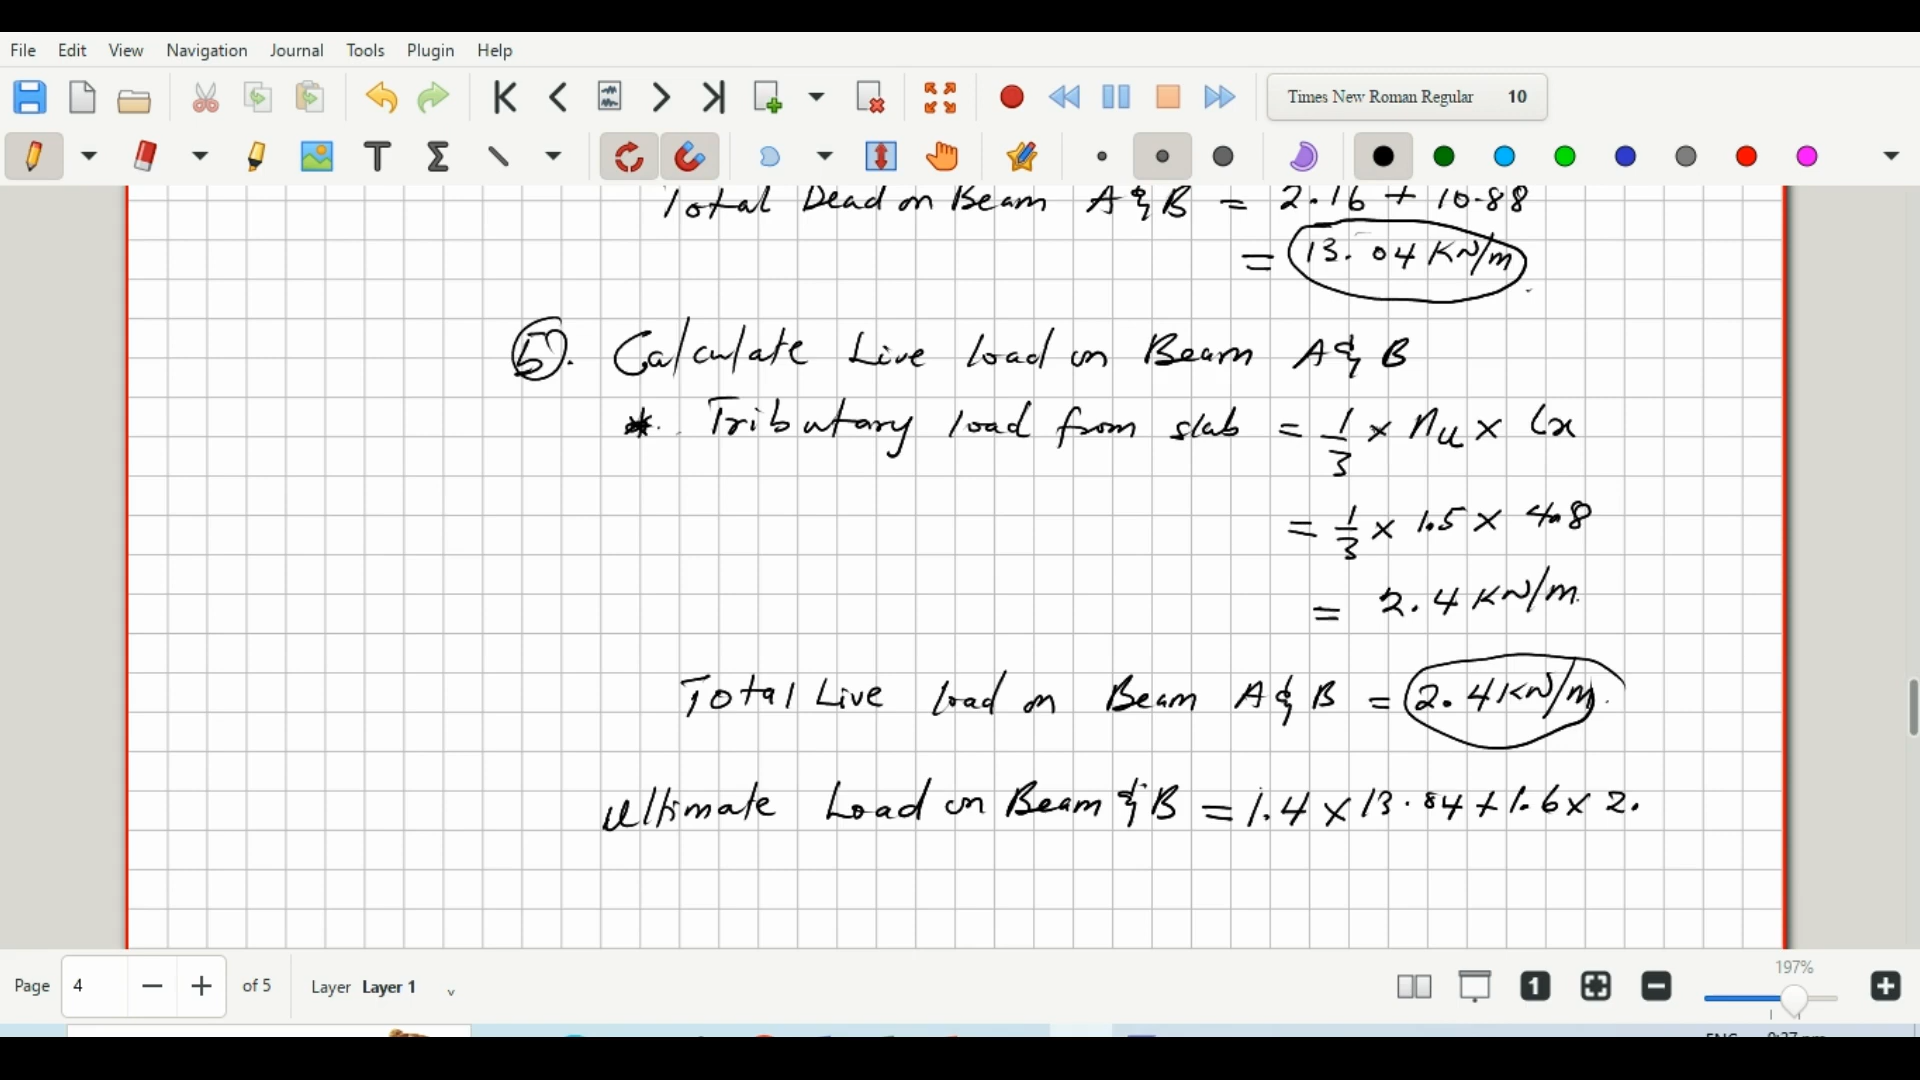 File Edit View Navigation Journal Tools Plugin Help
Times New Roman Regular 10
Total Dead on Beam A & B = 2.16 + 10.88
= 13.04 KN/m
5. Calculate Live load on Beam A & B
* Tributary load from slab = 1/3 x nu x Lx
= 1/3 x 1.5 x 4.8
= 2.4 KN/m
Total Live load on Beam A & B = 2.4 KN/m.
Ultimate Load on Beam & B = 1.4 x 13.84 + 1.6 x 2.
197%
Page 4 of 5 Layer Layer 1